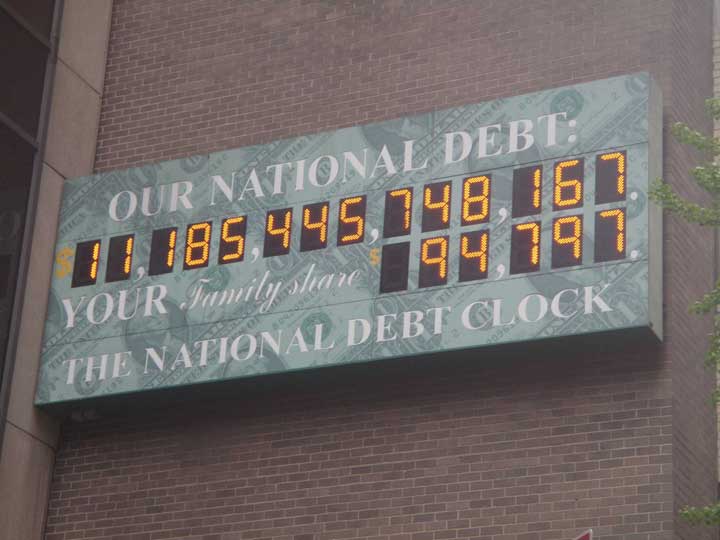 OUR NATIONAL DEBT:
$11,185,445,748,167.
YOUR Family share $94,797.
THE NATIONAL DEBT CLOCK